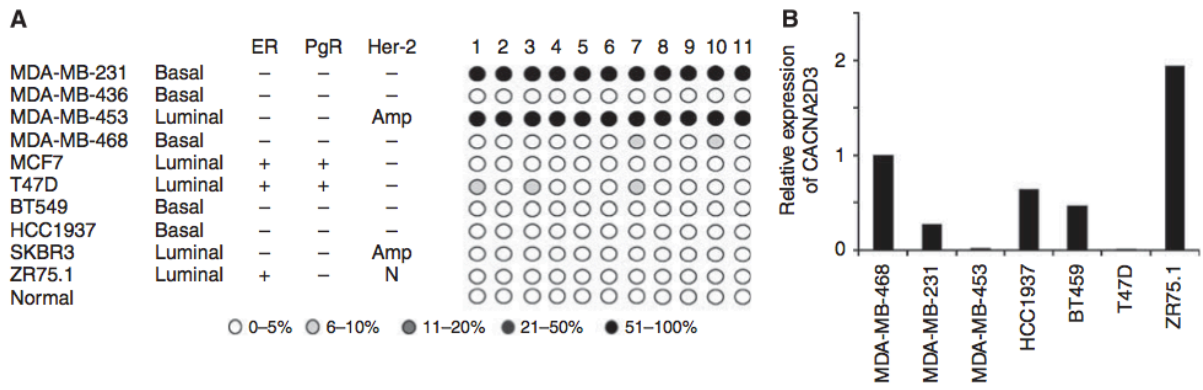 A
ER PgR Her-2 1 2 3 4 5 6 7 8 9 10 11
MDA-MB-231 Basal – – –
MDA-MB-436 Basal – – –
MDA-MB-453 Luminal – – Amp
MDA-MB-468 Basal – – –
MCF7 Luminal + + –
T47D Luminal + + –
BT549 Basal – – –
HCC1937 Basal – – –
SKBR3 Luminal – – Amp
ZR75.1 Luminal + – N
Normal
0–5% 6–10% 11–20% 21–50% 51–100%
B
Relative expression
of CACNA2D3
2
1
0
MDA-MB-468
MDA-MB-231
MDA-MB-453
HCC1937
BT459
T47D
ZR75.1